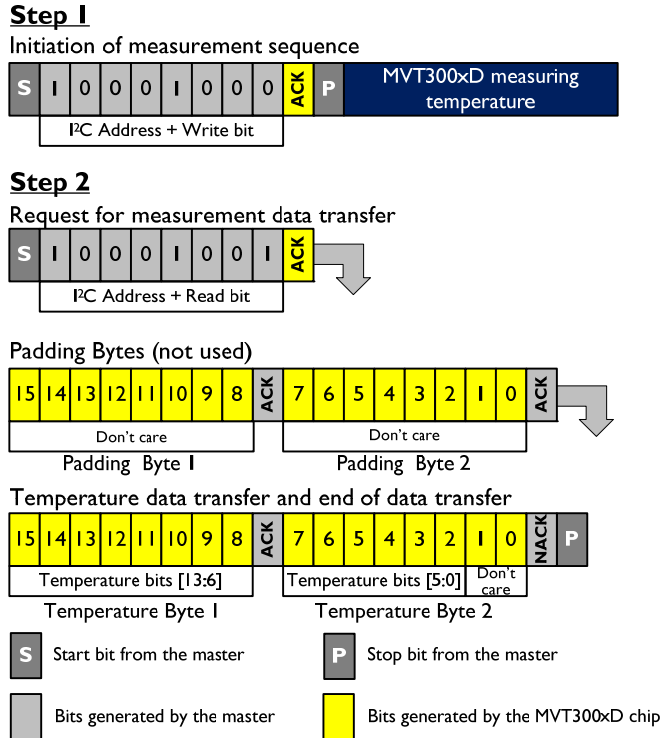 Step 1
Initiation of measurement sequence
S 1 0 0 0 1 0 0 0 ACK P MVT300xD measuring
temperature
I²C Address + Write bit
Step 2
Request for measurement data transfer
S 1 0 0 0 1 0 0 1 ACK
I²C Address + Read bit
Padding Bytes (not used)
15 14 13 12 11 10 9 8 ACK 7 6 5 4 3 2 1 0 ACK
Don't care Don't care
Padding Byte 1 Padding Byte 2
Temperature data transfer and end of data transfer
15 14 13 12 11 10 9 8 ACK 7 6 5 4 3 2 1 0 NACK P
Temperature bits [13:6] Temperature bits [5:0] Don't
care
Temperature Byte 1 Temperature Byte 2
S Start bit from the master P Stop bit from the master
Bits generated by the master Bits generated by the MVT300xD chip